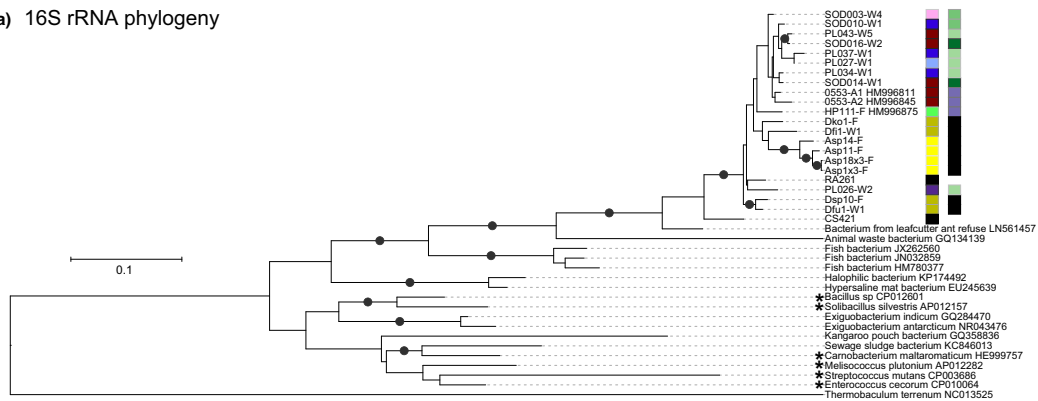 a) 16S rRNA phylogeny
SOD003-W4
SOD010-W1
PL043-W5
SOD016-W2
PL037-W1
PL027-W1
PL034-W1
SOD014-W1
0553-A1 HM996811
0553-A2 HM996845
HP111-F HM996875
Dko1-F
Dfi1-W1
Asp14-F
Asp11-F
Asp18x3-F
Asp1x3-F
RA261
PL026-W2
Dsp10-F
Dfu1-W1
CS421
Bacterium from leafcutter ant refuse LN561457
Animal waste bacterium GQ134139
Fish bacterium JX262560
Fish bacterium JN032859
Fish bacterium HM780377
Halophilic bacterium KP174492
Hypersaline mat bacterium EU245639
*Bacillus sp CP012601
*Solibacillus silvestris AP012157
Exiguobacterium indicum GQ284470
Exiguobacterium antarcticum NR043476
Kangaroo pouch bacterium GQ358836
Sewage sludge bacterium KC846013
*Carnobacterium maltaromaticum HE999757
*Melisococcus plutonium AP012282
*Streptococcus mutans CP003686
*Enterococcus cecorum CP010064
Thermobaculum terrenum NC013525
0.1